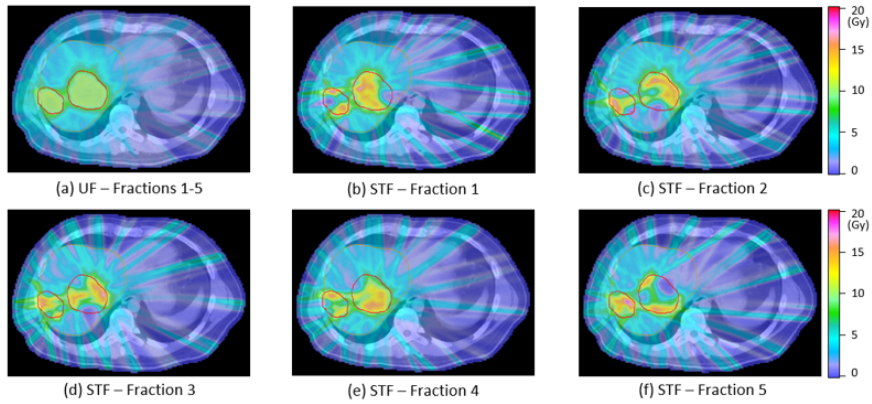 20
(Gy)
15
10
5
0
(a) UF – Fractions 1-5
(b) STF – Fraction 1
(c) STF – Fraction 2
20
(Gy)
15
10
5
0
(d) STF – Fraction 3
(e) STF – Fraction 4
(f) STF – Fraction 5